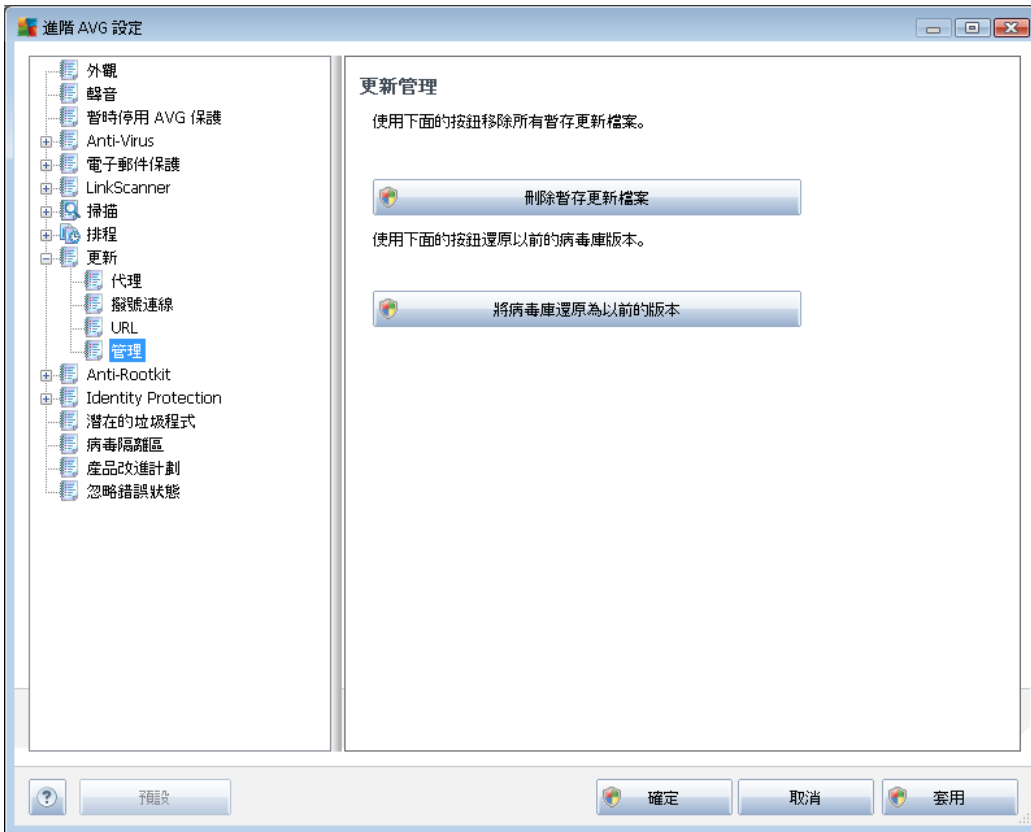 進階 AVG 設定
外觀
聲音
暫時停用 AVG 保護
Anti-Virus
電子郵件保護
LinkScanner
掃描
排程
更新
代理
撥號連線
URL
管理
Anti-Rootkit
Identity Protection
潛在的垃圾程式
病毒隔離區
產品改進計劃
忽略錯誤狀態
更新管理
使用下面的按鈕移除所有暫存更新檔案。
刪除暫存更新檔案
使用下面的按鈕還原以前的病毒庫版本。
將病毒庫還原為以前的版本
?
預設
確定
取消
套用